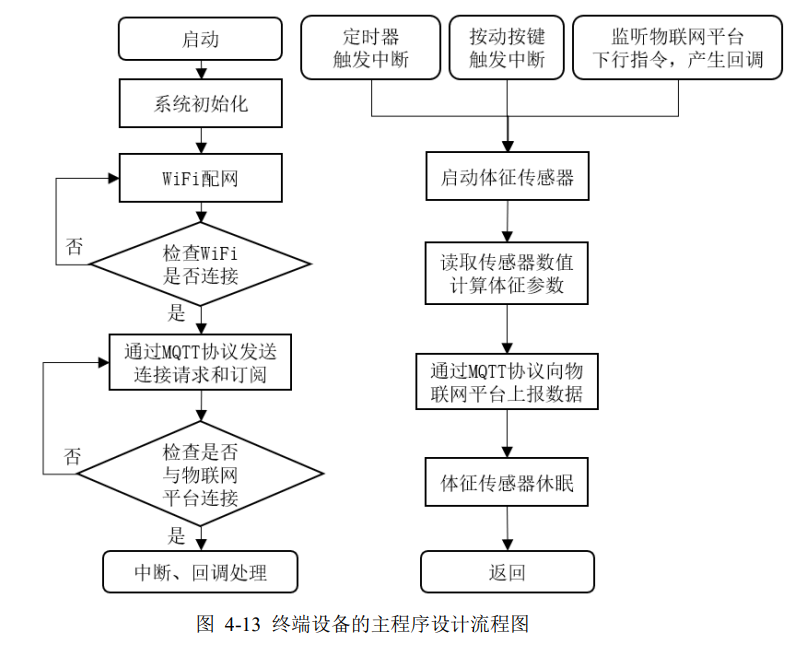 启动
系统初始化
WiFi配网
否
检查WiFi
是否连接
是
通过MQTT协议发送
连接请求和订阅
否
检查是否
与物联网
平台连接
是
中断、回调处理
定时器
触发中断
按动按键
触发中断
监听物联网平台
下行指令，产生回调
启动体征传感器
读取传感器数值
计算体征参数
通过MQTT协议向物
联网平台上报数据
体征传感器休眠
返回
图 4-13 终端设备的主程序设计流程图